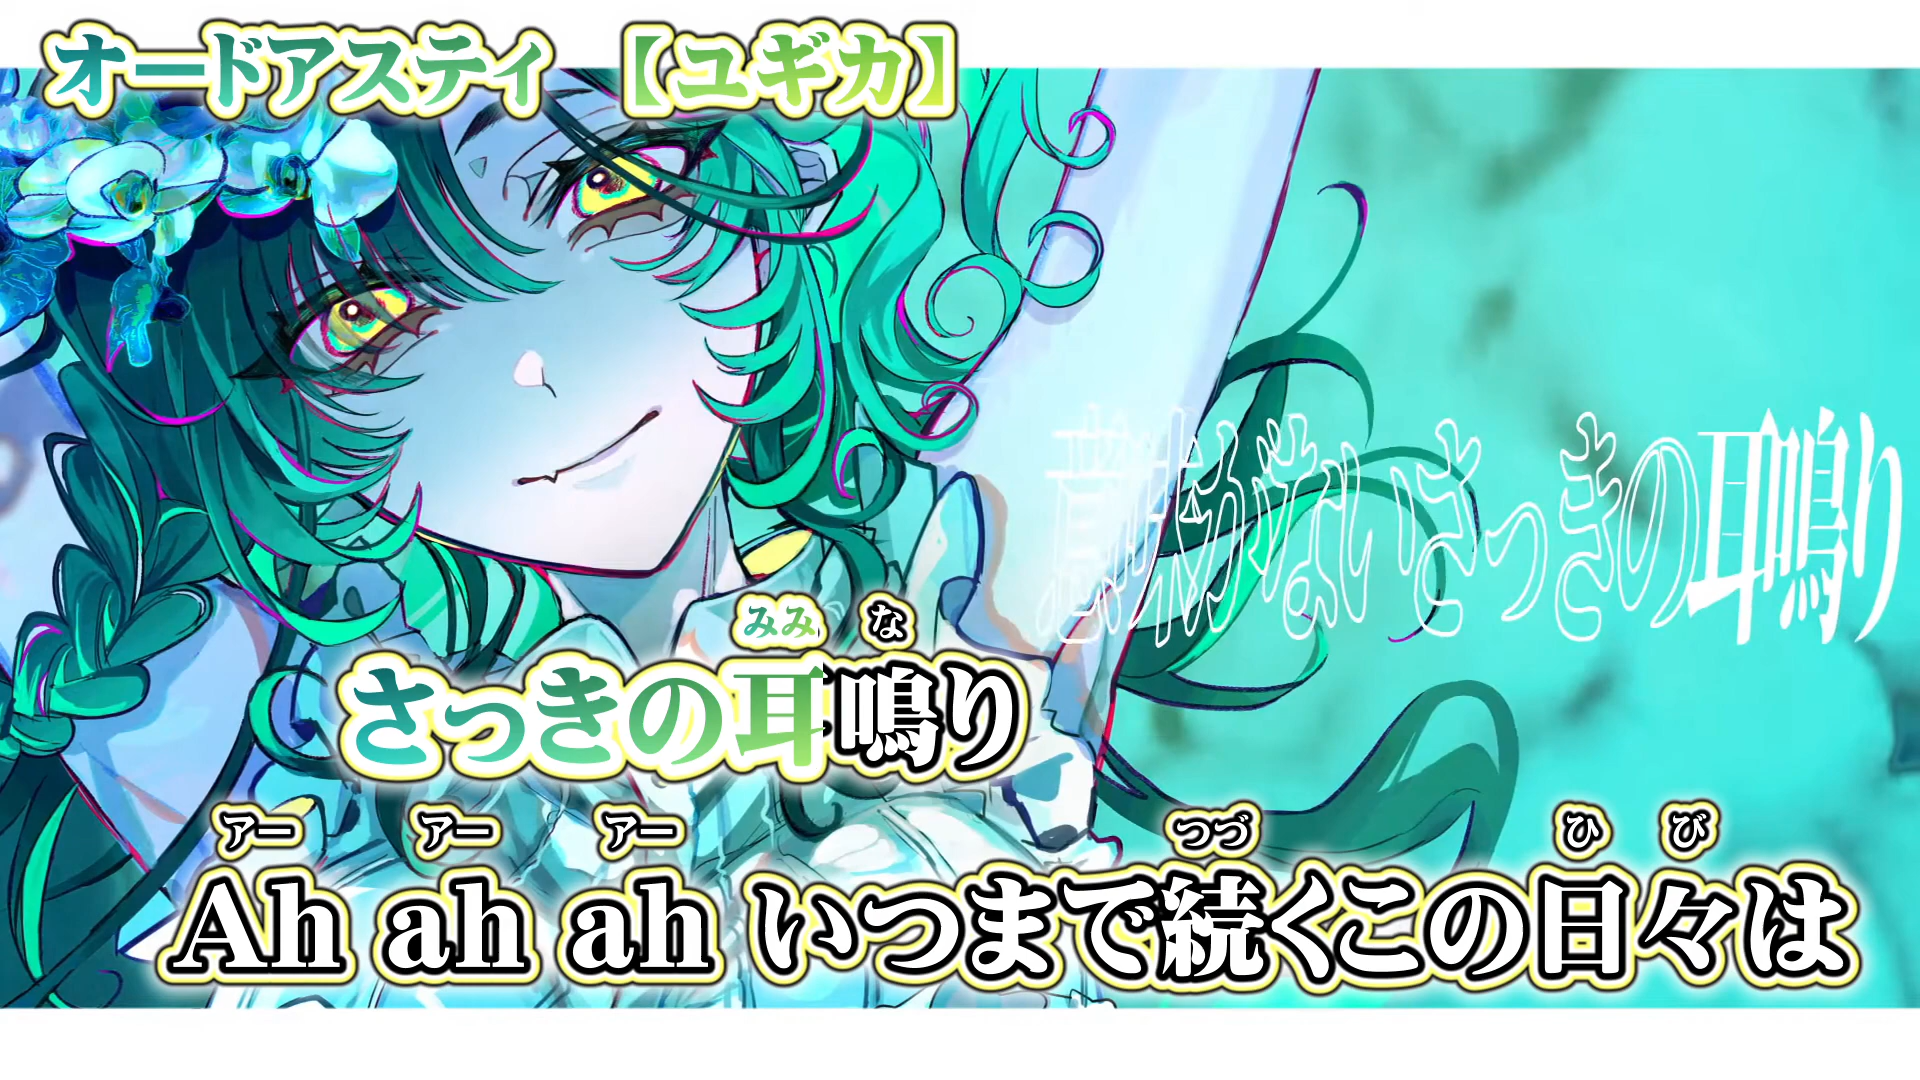 オードアスティ 【ユギカ】
意味がないさっきの耳鳴り
みみ な
さっきの耳鳴り
アー アー アー つづ ひ び
Ah ah ah いつまで続くこの日々は